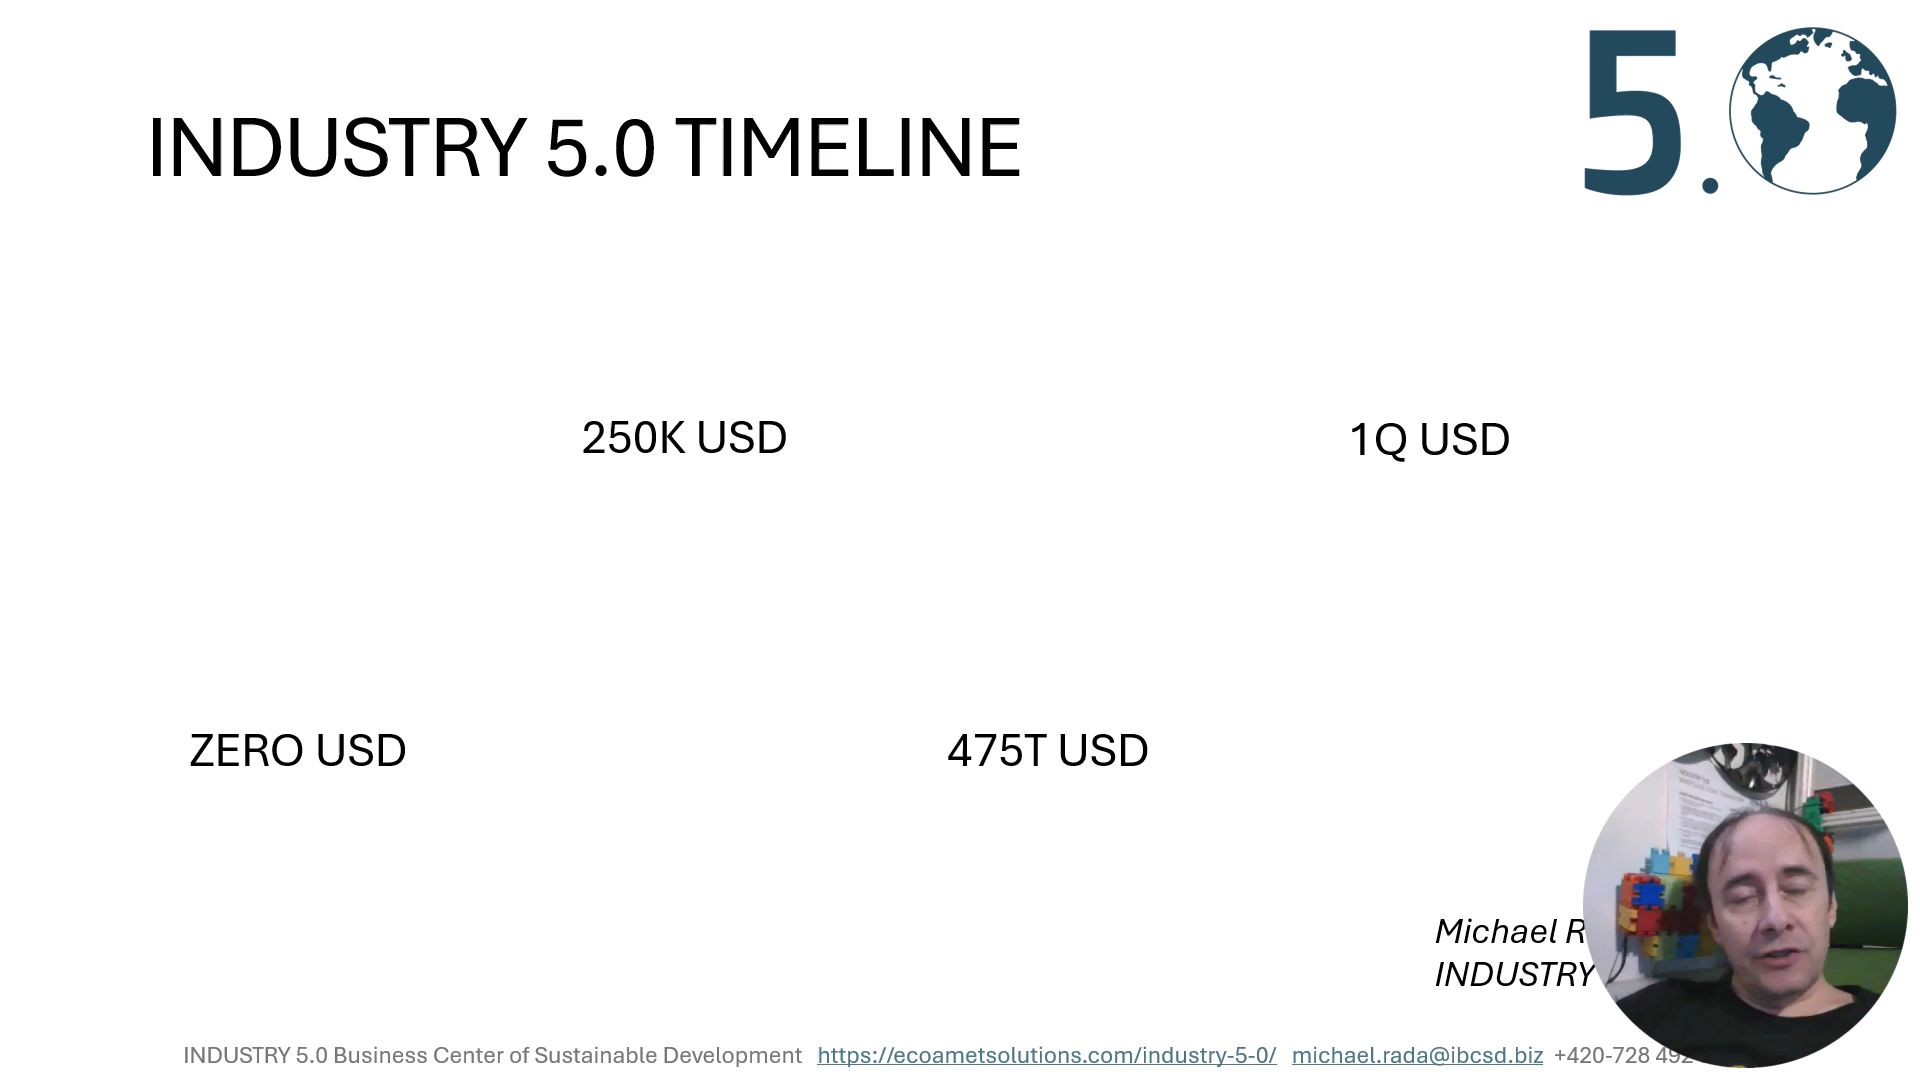 5.0
INDUSTRY 5.0 TIMELINE
250K USD
1Q USD
ZERO USD
475T USD
Michael R
INDUSTRY
INDUSTRY 5.0 Business Center of Sustainable Development https://ecoametsolutions.com/industry-5-0/ michael.rada@ibcsd.biz +420-728 492